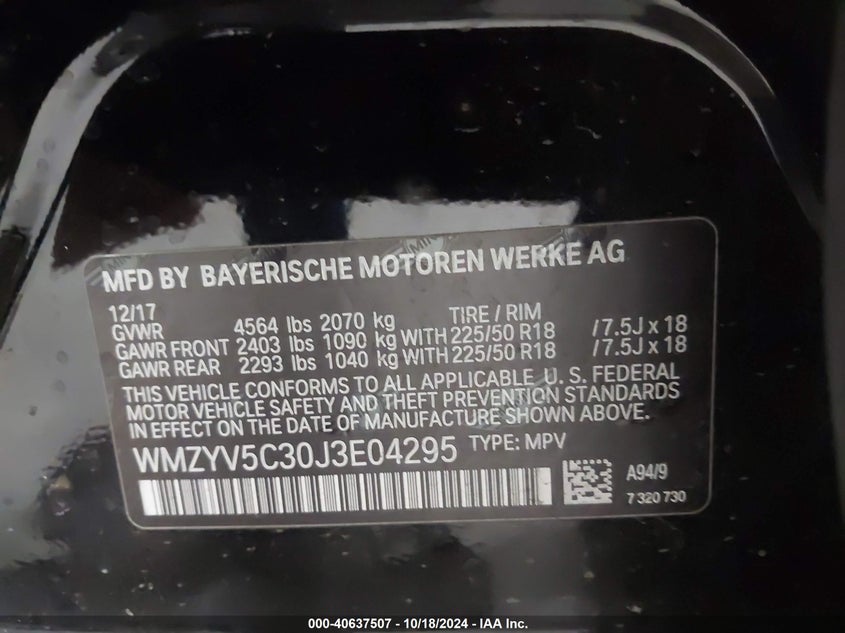 MFD BY BAYERISCHE MOTOREN WERKE AG
12/17 TIRE / RIM
GVWR 4564 lbs 2070 kg
GAWR FRONT 2403 lbs 1090 kg WITH 225/50 R18 / 7.5J x 18
GAWR REAR 2293 lbs 1040 kg WITH 225/50 R18 / 7.5J x 18
THIS VEHICLE CONFORMS TO ALL APPLICABLE U. S. FEDERAL
MOTOR VEHICLE SAFETY AND THEFT PREVENTION STANDARDS
IN EFFECT ON THE DATE OF MANUFACTURE SHOWN ABOVE.
WMZYV5C30J3E04295 TYPE: MPV
A94/9
7 320 730
000-40637507 - 10/18/2024 - IAA Inc.